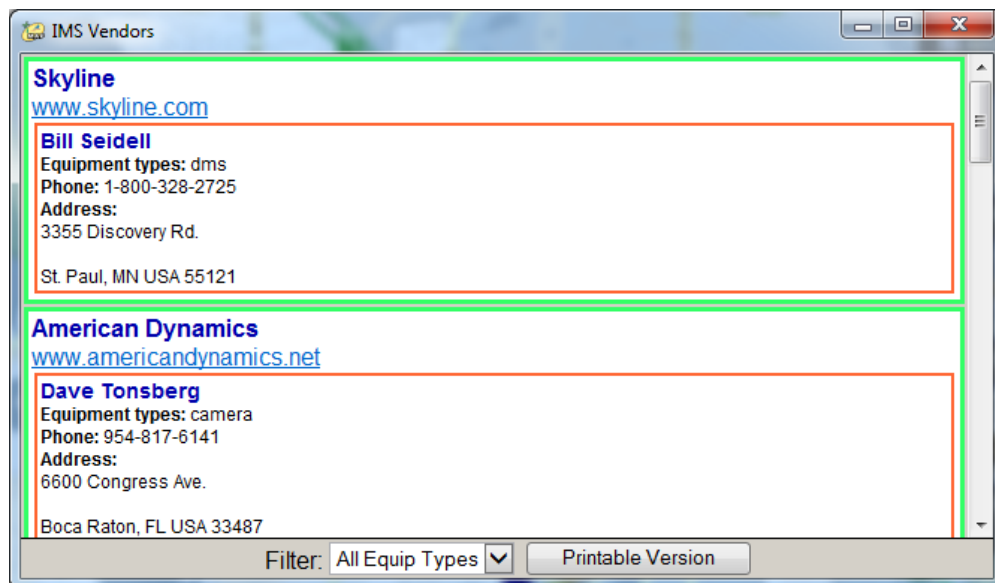 IMS Vendors
Skyline
www.skyline.com
Bill Seidell
Equipment types: dms
Phone: 1-800-328-2725
Address:
3355 Discovery Rd.
St. Paul, MN USA 55121
American Dynamics
www.americandynamics.net
Dave Tonsberg
Equipment types: camera
Phone: 954-817-6141
Address:
6600 Congress Ave.
Boca Raton, FL USA 33487
Filter: All Equip Types Printable Version